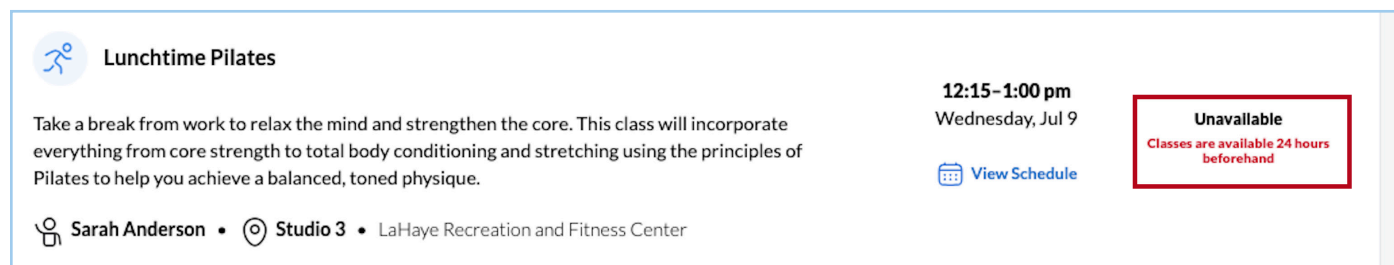 Lunchtime Pilates
Take a break from work to relax the mind and strengthen the core. This class will incorporate
everything from core strength to total body conditioning and stretching using the principles of
Pilates to help you achieve a balanced, toned physique.
Sarah Anderson • Studio 3 • LaHaye Recreation and Fitness Center
12:15–1:00 pm
Wednesday, Jul 9
View Schedule
Unavailable
Classes are available 24 hours
beforehand